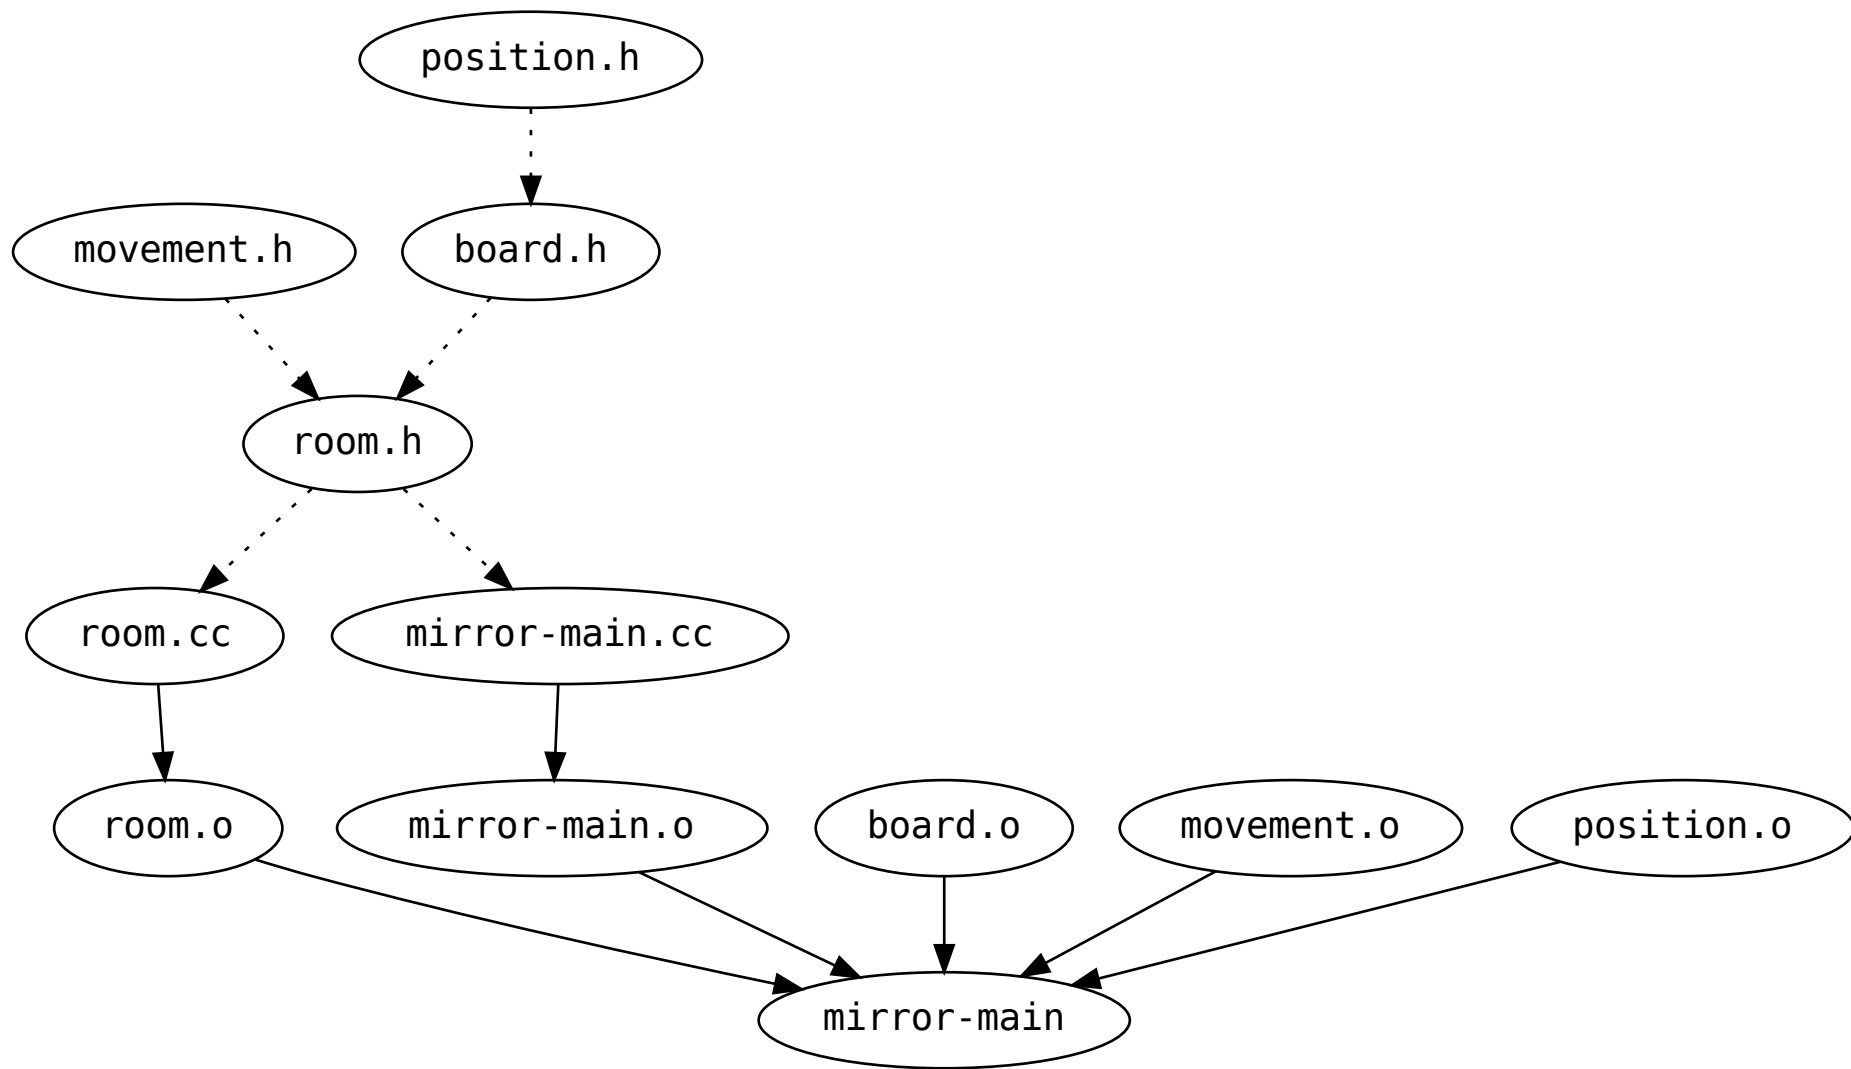 position.h
movement.h
board.h
room.h
room.cc
mirror-main.cc
room.o
mirror-main.o
board.o
movement.o
position.o
mirror-main